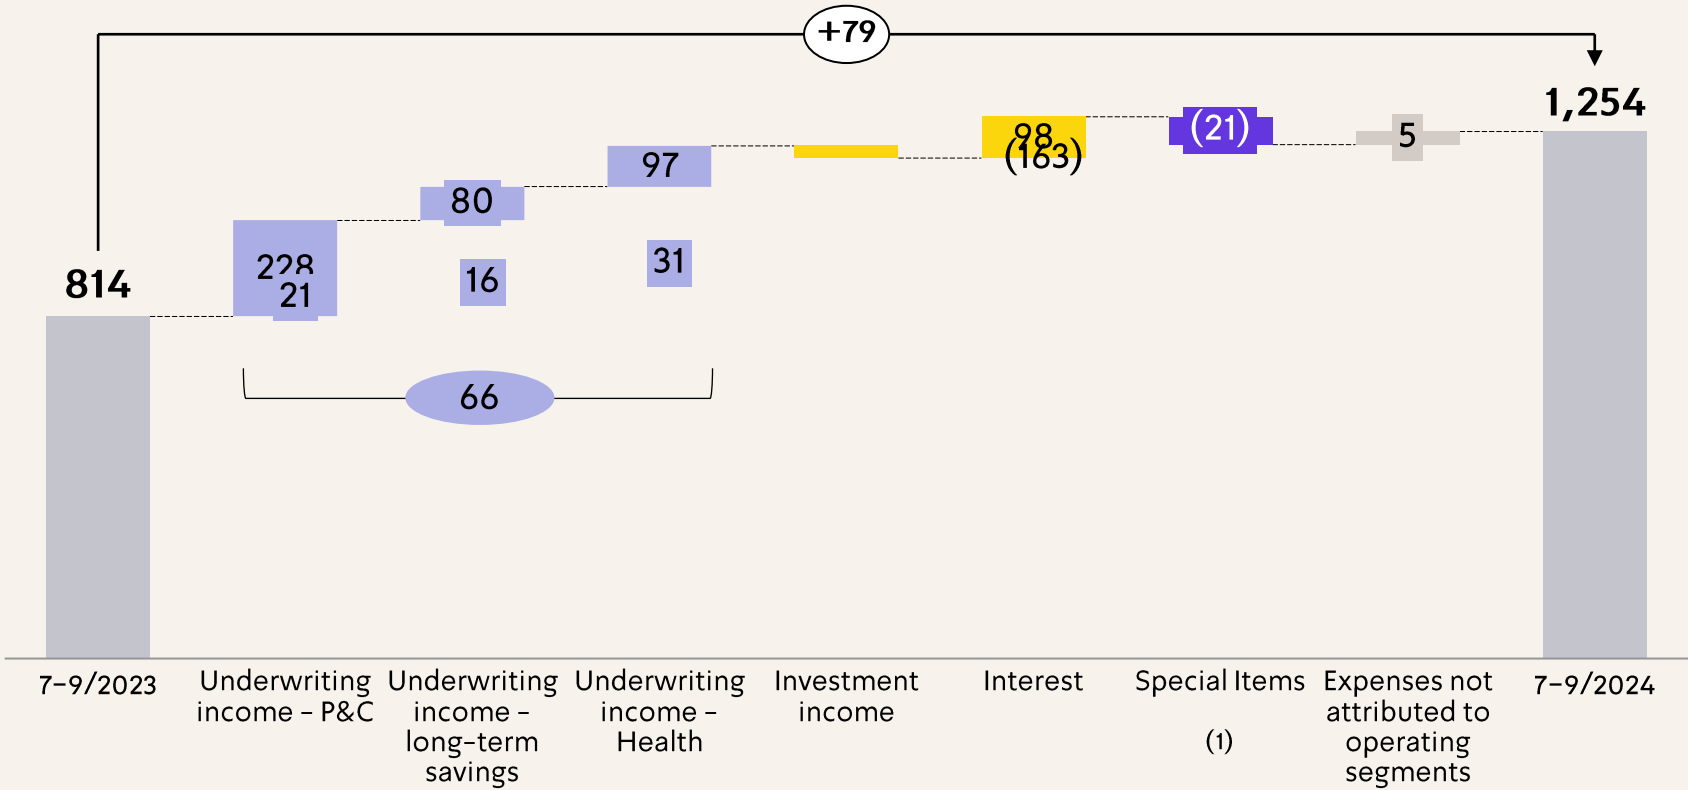 +79
1,254
(21)
5
98
(163)
97
80
228
21
16
31
814
66
7-9/2023
Underwriting
income - P&C
Underwriting
income -
long-term
savings
Underwriting
income -
Health
Investment
income
Interest
Special Items
(1)
Expenses not
attributed to
operating
segments
7-9/2024